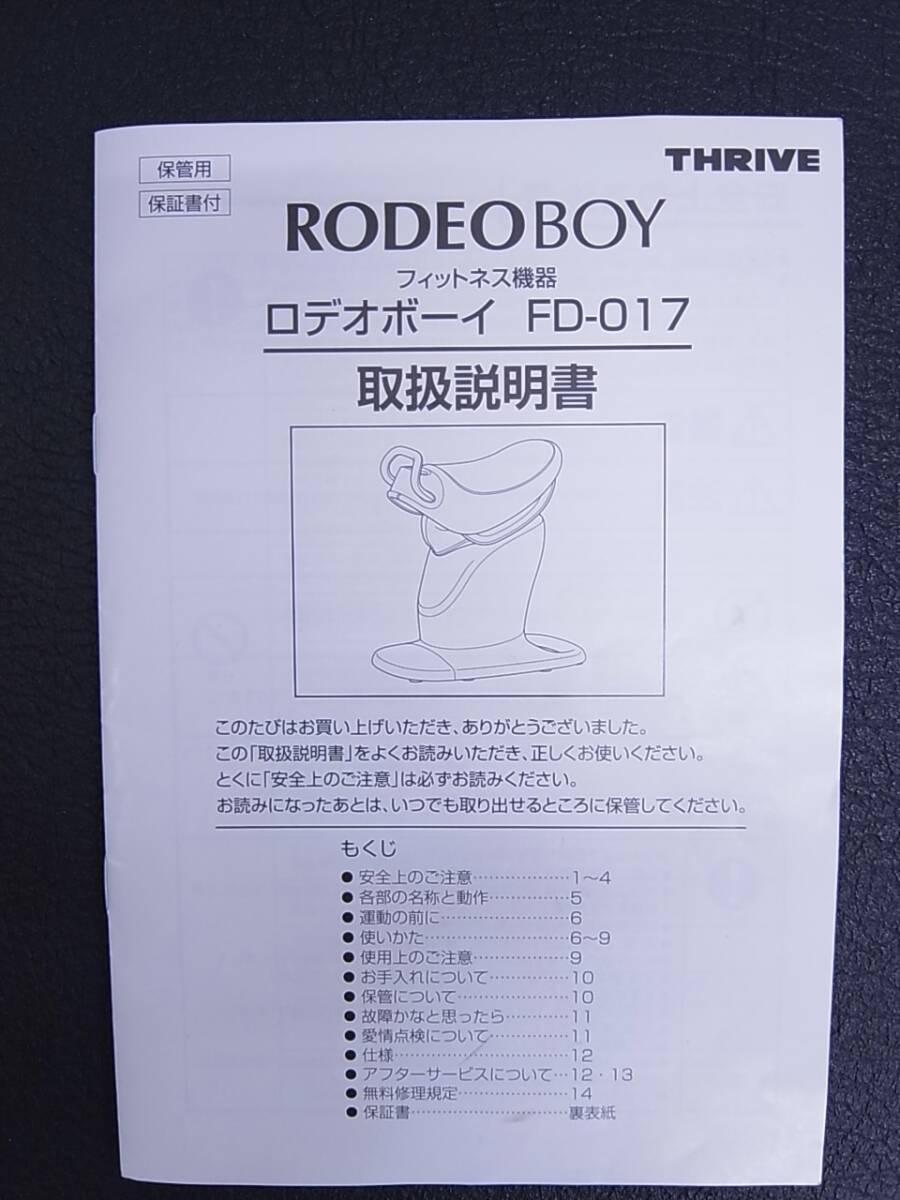 保管用
保証書付
THRIVE
RODEOBOY
フィットネス機器
ロデオボーイ FD-017
取扱説明書
このたびはお買い上げいただき、ありがとうございました。
この「取扱説明書」をよくお読みいただき、正しくお使いください。
とくに「安全上のご注意」は必ずお読みください。
お読みになったあとは、いつでも取り出せるところに保管してください。
もくじ
● 安全上のご注意………………1〜4
● 各部の名称と動作……………5
● 運動の前に……………………6
● 使いかた………………………6〜9
● 使用上のご注意………………9
● お手入れについて……………10
● 保管について…………………10
● 故障かなと思ったら…………11
● 愛情点検について……………11
● 仕様……………………………12
● アフターサービスについて…12・13
● 無料修理規定…………………14
● 保証書…………………………裏表紙